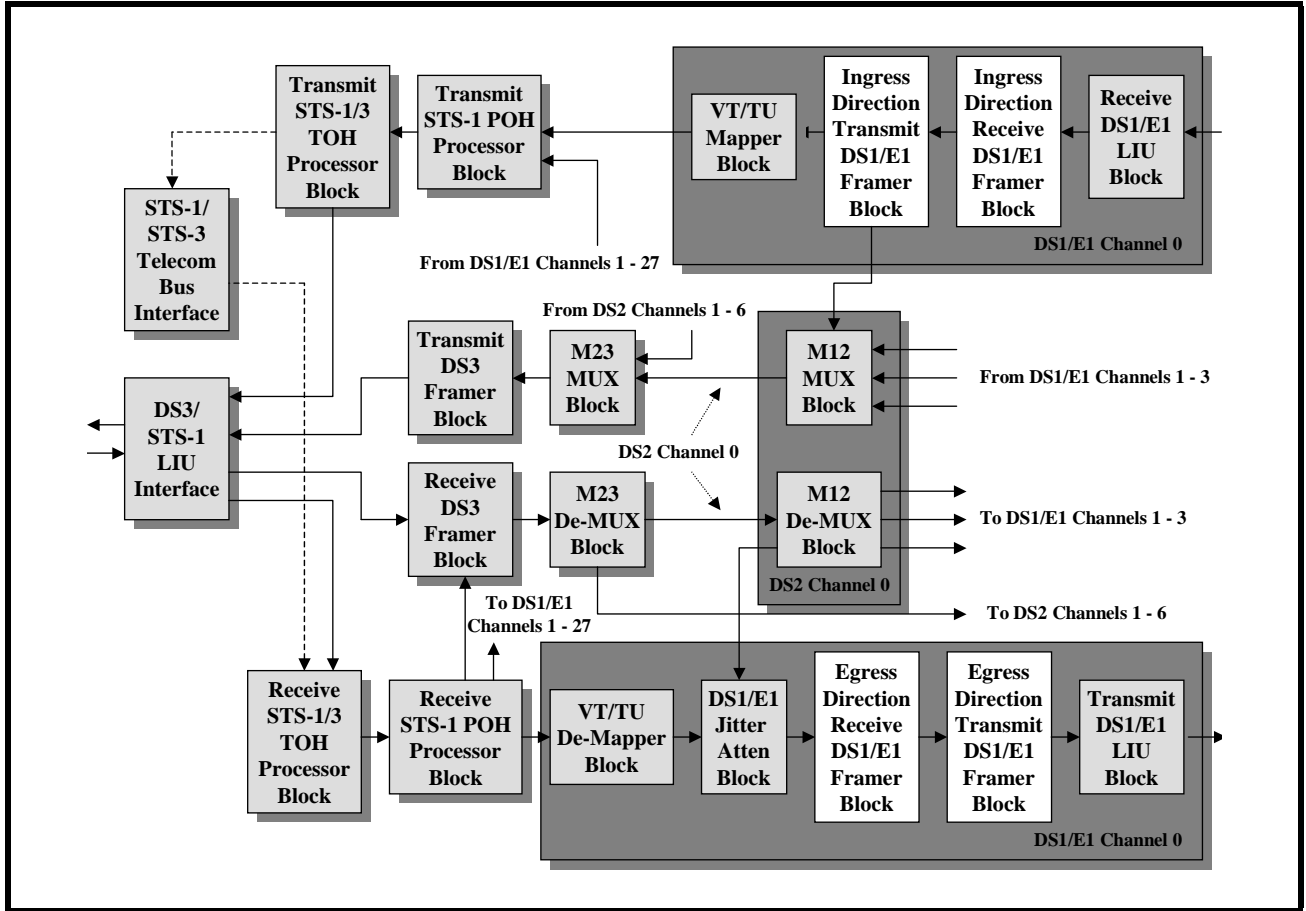 Transmit
STS-1/3
TOH
Processor
Block
Transmit
STS-1 POH
Processor
Block
VT/TU
Mapper
Block
Ingress
Direction
Transmit
DS1/E1
Framer
Block
Ingress
Direction
Receive
DS1/E1
Framer
Block
Receive
DS1/E1
LIU
Block
DS1/E1 Channel 0
STS-1/
STS-3
Telecom
Bus
Interface
From DS1/E1 Channels 1 - 27
From DS2 Channels 1 - 6
Transmit
DS3
Framer
Block
M23
MUX
Block
M12
MUX
Block
From DS1/E1 Channels 1 - 3
DS3/
STS-1
LIU
Interface
DS2 Channel 0
Receive
DS3
Framer
Block
M23
De-MUX
Block
M12
De-MUX
Block
To DS1/E1 Channels 1 - 3
DS2 Channel 0
To DS1/E1
Channels 1 - 27
To DS2 Channels 1 - 6
Receive
STS-1/3
TOH
Processor
Block
Receive
STS-1 POH
Processor
Block
VT/TU
De-Mapper
Block
DS1/E1
Jitter
Atten
Block
Egress
Direction
Receive
DS1/E1
Framer
Block
Egress
Direction
Transmit
DS1/E1
Framer
Block
Transmit
DS1/E1
LIU
Block
DS1/E1 Channel 0